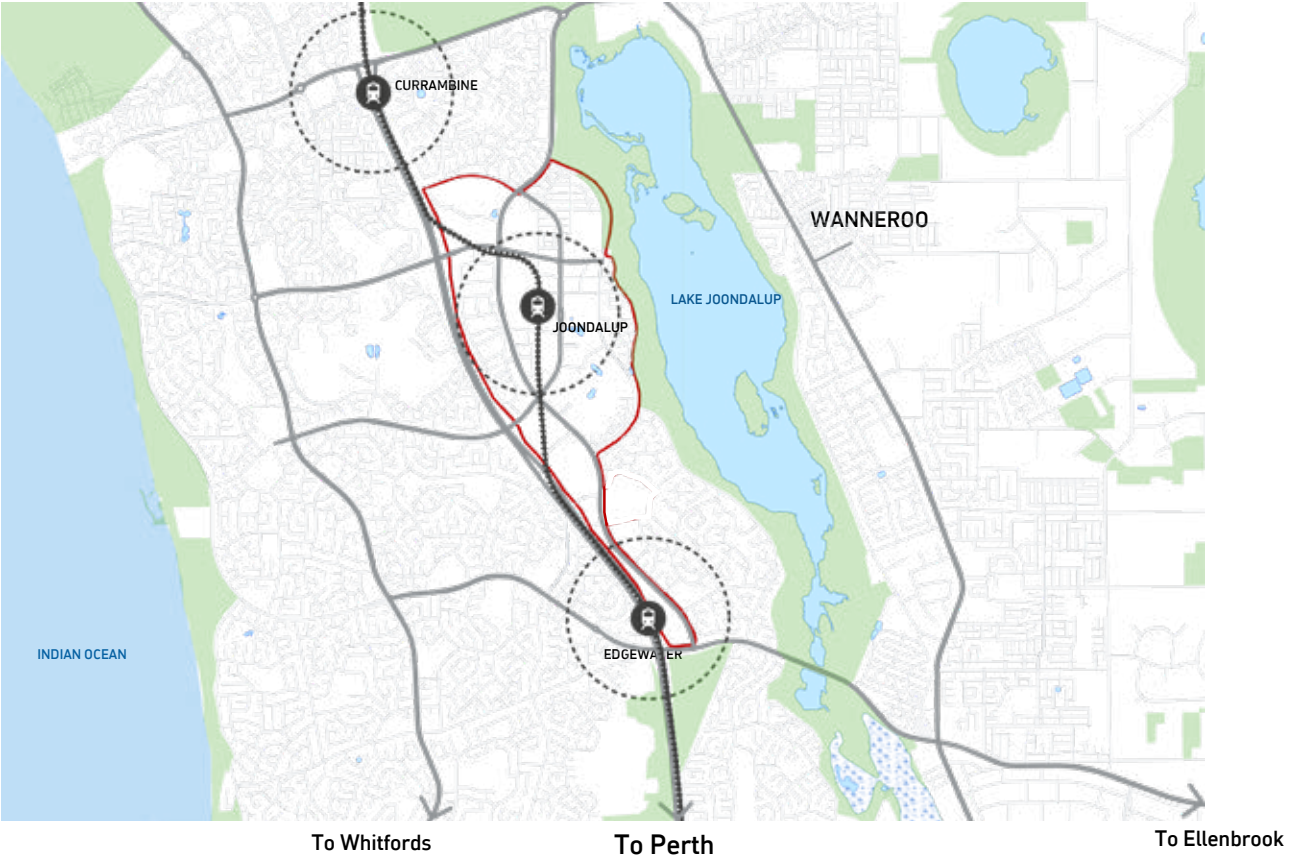 CURRAMBINE
WANNEROO
LAKE JOONDALUP
JOONDALUP
INDIAN OCEAN
EDGEWATER
To Whitfords
To Perth
To Ellenbrook